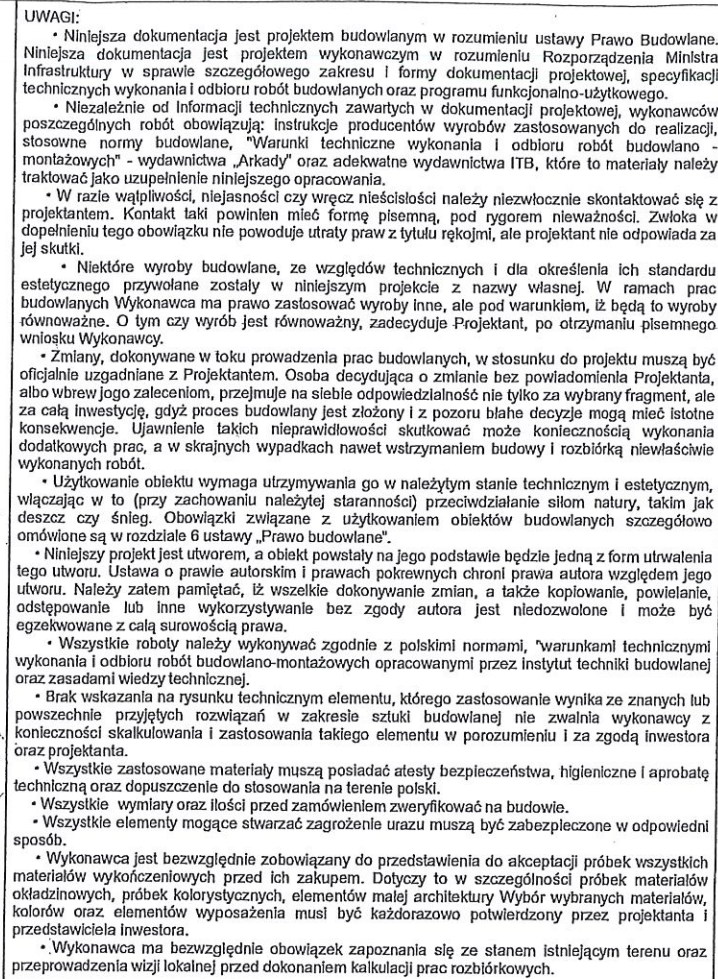 UWAGI:
• Niniejsza dokumentacja jest projektem budowlanym w rozumieniu ustawy Prawo Budowlane.
Niniejsza dokumentacja jest projektem wykonawczym w rozumieniu Rozporządzenia Ministra
Infrastruktury w sprawie szczegółowego zakresu i formy dokumentacji projektowej, specyfikacji
technicznych wykonania i odbioru robót budowlanych oraz programu funkcjonalno-użytkowego.
• Niezależnie od informacji technicznych zawartych w dokumentacji projektowej, wykonawców
poszczególnych robót obowiązują: instrukcje producentów wyrobów zastosowanych do realizacji,
stosowne normy budowlane, "Warunki techniczne wykonania i odbioru robót budowlano -
montażowych" - wydawnictwa „Arkady" oraz adekwatne wydawnictwa ITB, które to materiały należy
traktować jako uzupełnienie niniejszego opracowania.
• W razie wątpliwości, niejasności czy wręcz nieścisłości należy niezwłocznie skontaktować się z
projektantem. Kontakt taki powinien mieć formę pisemną, pod rygorem nieważności. Zwłoka w
dopełnieniu tego obowiązku nie powoduje utraty praw z tytułu rękojmi, ale projektant nie odpowiada za
jej skutki.
• Niektóre wyroby budowlane, ze względów technicznych i dla określenia ich standardu
estetycznego przywołane zostały w niniejszym projekcie z nazwy własnej. W ramach prac
budowlanych Wykonawca ma prawo zastosować wyroby inne, ale pod warunkiem, iż będą to wyroby
równoważne. O tym czy wyrób jest równoważny, zadecyduje Projektant, po otrzymaniu pisemnego
wniosku Wykonawcy.
• Zmiany, dokonywane w toku prowadzenia prac budowlanych, w stosunku do projektu muszą być
oficjalnie uzgadniane z Projektantem. Osoba decydująca o zmianie bez powiadomienia Projektanta,
albo wbrew jogo zaleceniom, przejmuje na siebie odpowiedzialność nie tylko za wybrany fragment, ale
za całą inwestycję, gdyż proces budowlany jest złożony i z pozoru błahe decyzje mogą mieć istotne
konsekwencje. Ujawnienie takich nieprawidłowości skutkować może koniecznością wykonania
dodatkowych prac, a w skrajnych wypadkach nawet wstrzymaniem budowy i rozbiórką niewłaściwie
wykonanych robót.
• Użytkowanie obiektu wymaga utrzymywania go w należytym stanie technicznym i estetycznym,
włączając w to (przy zachowaniu należytej staranności) przeciwdziałanie siłom natury, takim jak
deszcz czy śnieg. Obowiązki związane z użytkowaniem obiektów budowlanych szczegółowo
omówione są w rozdziale 6 ustawy „Prawo budowlane".
• Niniejszy projekt jest utworem, a obiekt powstały na jego podstawie będzie jedną z form utrwalenia
tego utworu. Ustawa o prawie autorskim i prawach pokrewnych chroni prawa autora względem jego
utworu. Należy zatem pamiętać, iż wszelkie dokonywanie zmian, a także kopiowanie, powielanie,
odstępowanie lub inne wykorzystywanie bez zgody autora jest niedozwolone i może być
egzekwowane z całą surowością prawa.
• Wszystkie roboty należy wykonywać zgodnie z polskimi normami, "warunkami technicznymi
wykonania i odbioru robót budowlano-montażowych opracowanymi przez instytut techniki budowlanej
oraz zasadami wiedzy technicznej.
• Brak wskazania na rysunku technicznym elementu, którego zastosowanie wynika ze znanych lub
powszechnie przyjętych rozwiązań w zakresie sztuki budowlanej nie zwalnia wykonawcy z
konieczności skalkulowania i zastosowania takiego elementu w porozumieniu i za zgodą inwestora
oraz projektanta.
• Wszystkie zastosowane materiały muszą posiadać atesty bezpieczeństwa, higieniczne i aprobatę
techniczną oraz dopuszczenie do stosowania na terenie polski.
• Wszystkie wymiary oraz ilości przed zamówieniem zweryfikować na budowie.
• Wszystkie elementy mogące stwarzać zagrożenie urazu muszą być zabezpieczone w odpowiedni
sposób.
• Wykonawca jest bezwzględnie zobowiązany do przedstawienia do akceptacji próbek wszystkich
materiałów wykończeniowych przed ich zakupem. Dotyczy to w szczególności próbek materiałów
okładzinowych, próbek kolorystycznych, elementów małej architektury Wybór wybranych materiałów,
kolorów oraz elementów wyposażenia musi być każdorazowo potwierdzony przez projektanta i
przedstawiciela inwestora.
• Wykonawca ma bezwzględnie obowiązek zapoznania się ze stanem istniejącym terenu oraz
przeprowadzenia wizji lokalnej przed dokonaniem kalkulacji prac rozbiórkowych.